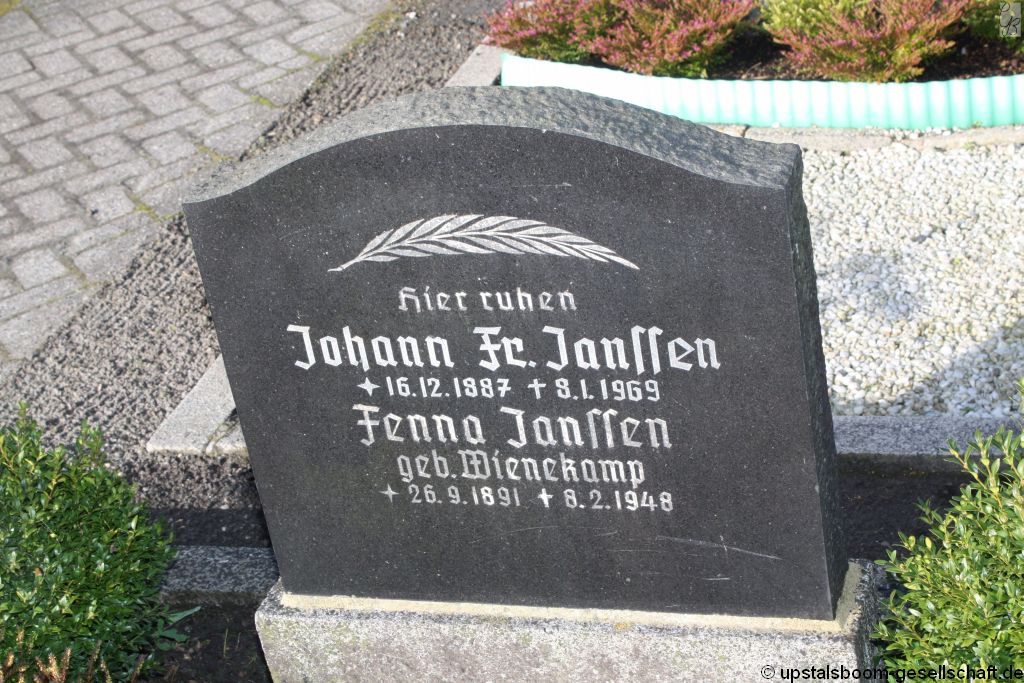 Hier ruhen
Johann Fr. Janssen
16.12.1887 ✝ 8.1.1969
Fenna Janssen
geb. Wienekamp
26.9.1891 ✝ 8.2.1948
© upstalsboom-gesellschaft.de